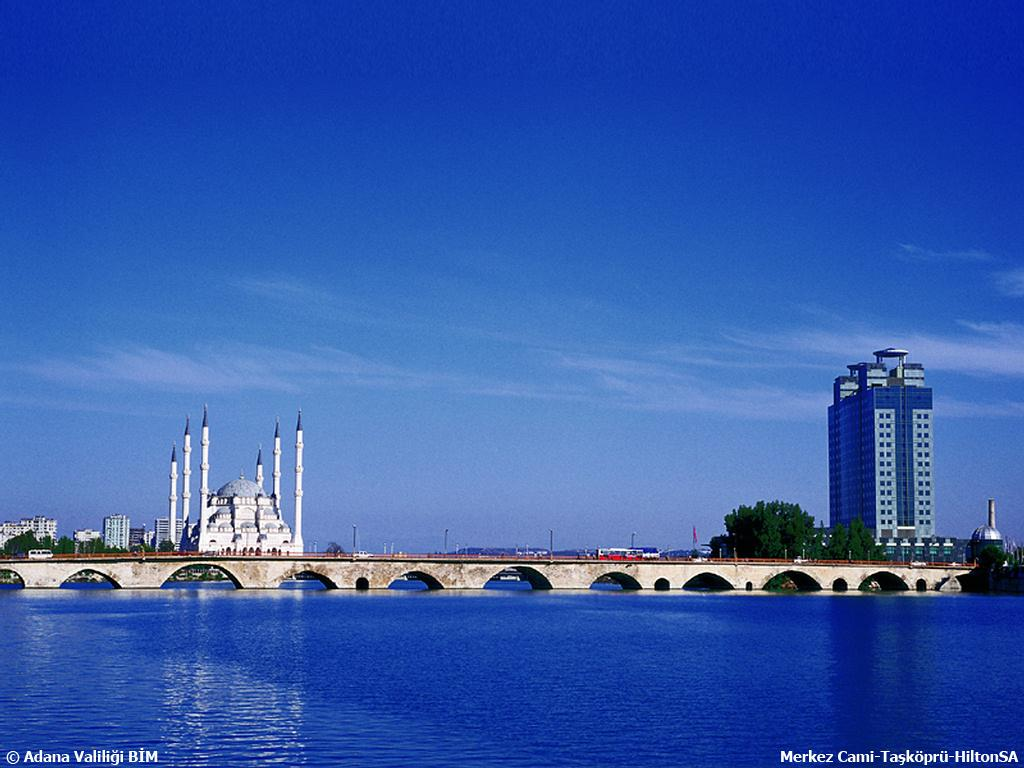 © Adana Valiliği BİM
Merkez Cami-Taşköprü-HiltonSA